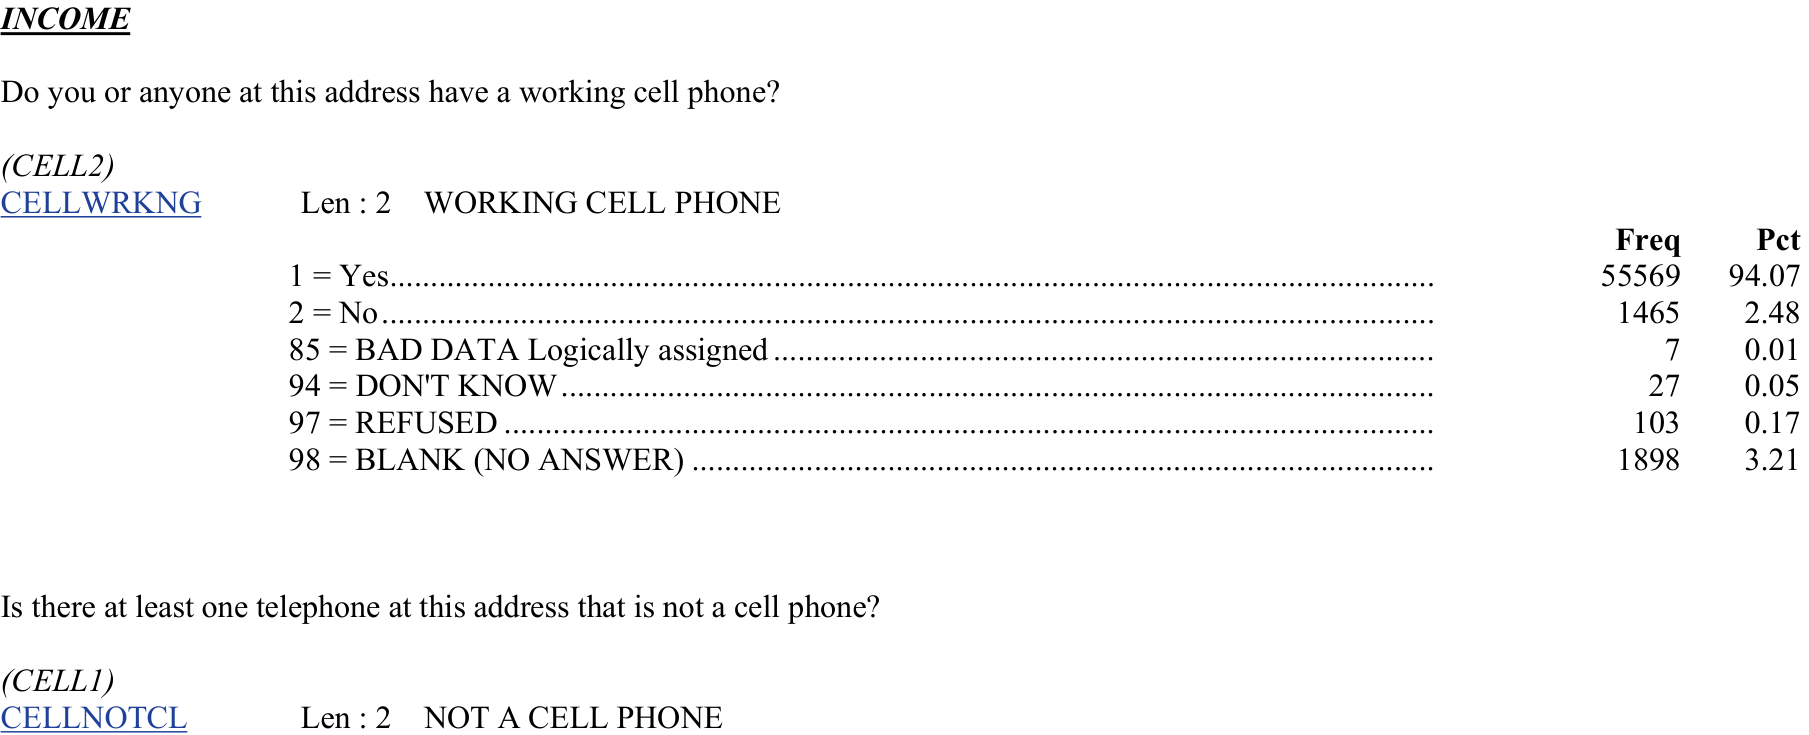 INCOME
Do you or anyone at this address have a working cell phone?
(CELL2)
CELLWRKNG Len : 2 WORKING CELL PHONE
Freq Pct
1 = Yes.................................................................................................................................. 55569 94.07
2 = No................................................................................................................................... 1465 2.48
85 = BAD DATA Logically assigned.................................................................................. 7 0.01
94 = DON'T KNOW............................................................................................................ 27 0.05
97 = REFUSED................................................................................................................... 103 0.17
98 = BLANK (NO ANSWER)............................................................................................ 1898 3.21
Is there at least one telephone at this address that is not a cell phone?
(CELL1)
CELLNOTCL Len : 2 NOT A CELL PHONE